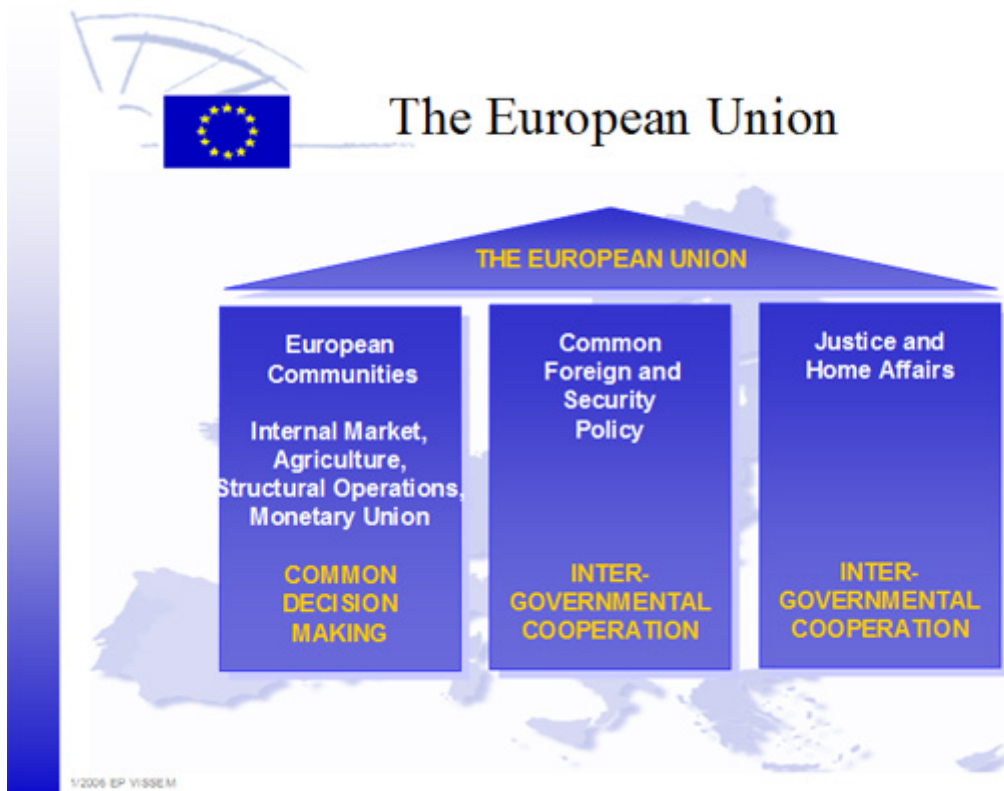 The European Union
THE EUROPEAN UNION
European
Communities
Internal Market,
Agriculture,
Structural Operations,
Monetary Union
COMMON
DECISION
MAKING
Common
Foreign and
Security
Policy
INTER-
GOVERNMENTAL
COOPERATION
Justice and
Home Affairs
INTER-
GOVERNMENTAL
COOPERATION
1/2006 EP VISSEM